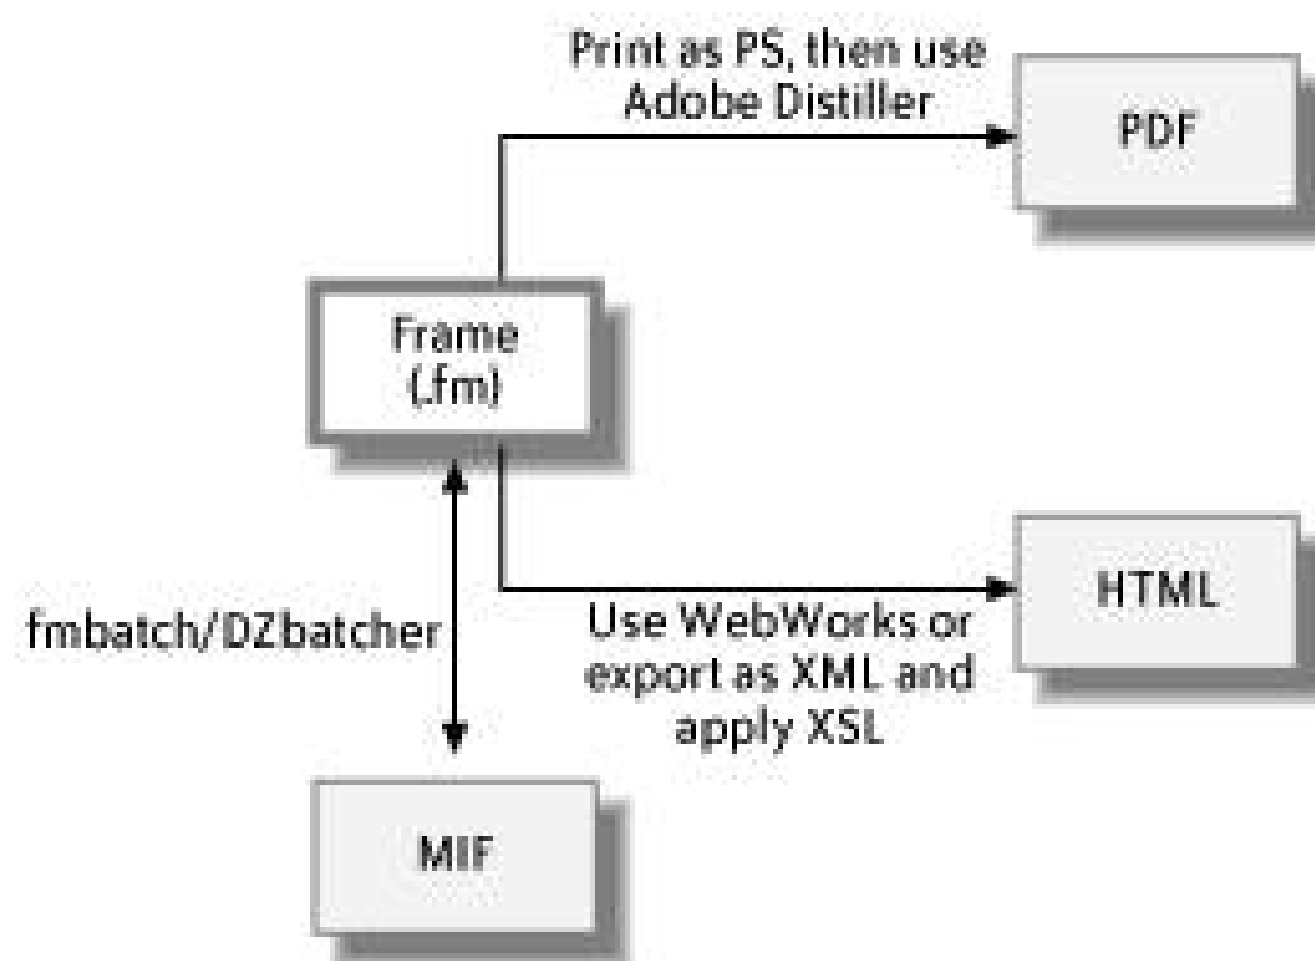 Print as PS, then use
Adobe Distiller
PDF
Frame
(.fm)
fmbatch/DZbatcher
HTML
Use WebWorks or
export as XML and
apply XSL
MIF